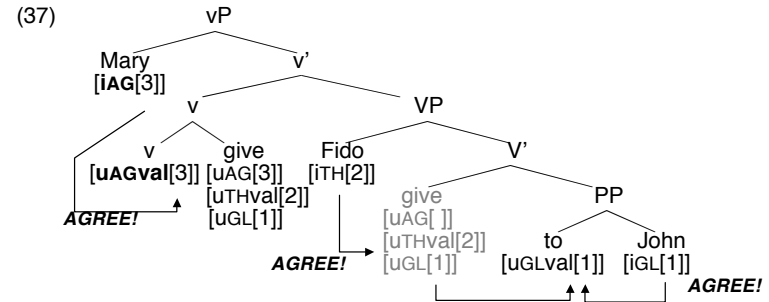 (37) vP
Mary v'
[iAG[3]]
v VP
v give Fido V'
[uAGval[3]] [uAG[3]] [iTH[2]]
[uTHval[2]] give PP
[uGL[1]] [uAG[ ]]
AGREE! [uTHval[2]] to John
AGREE! [uGL[1]] [uGLval[1]] [iGL[1]]
AGREE!